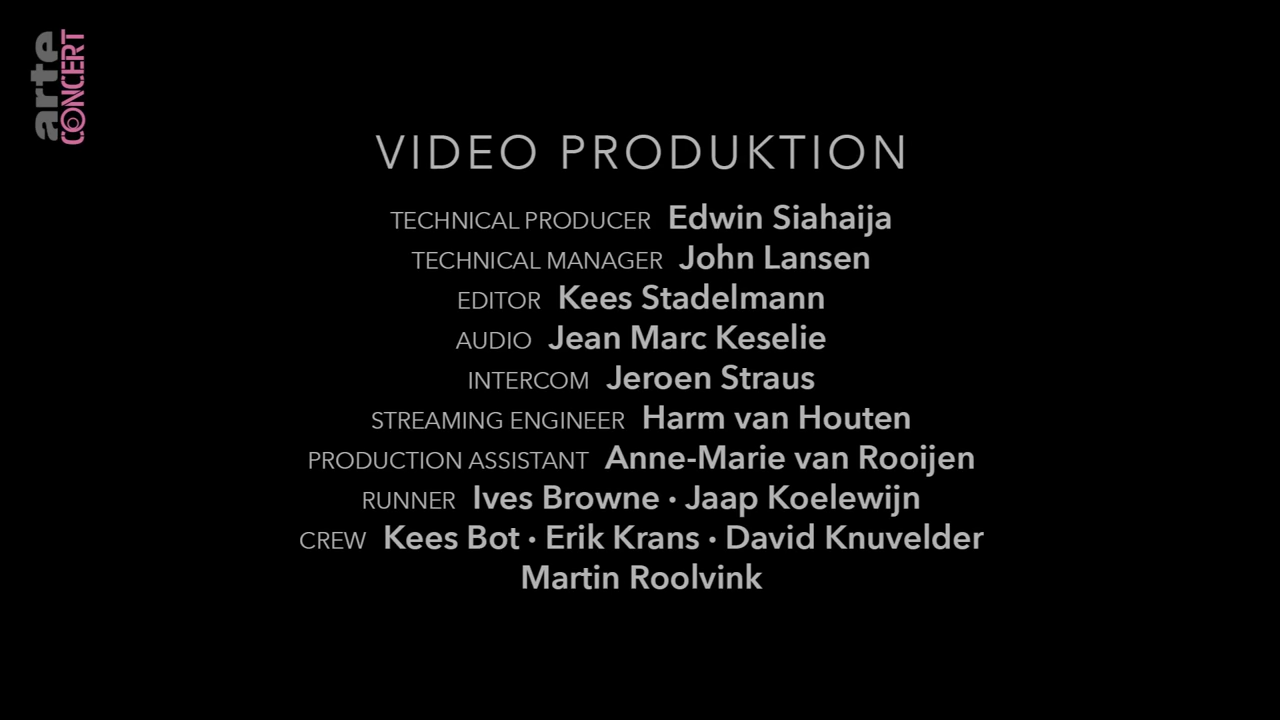 arte
CONCERT
VIDEO PRODUKTION
TECHNICAL PRODUCER Edwin Siahaija
TECHNICAL MANAGER John Lansen
EDITOR Kees Stadelmann
AUDIO Jean Marc Keselie
INTERCOM Jeroen Straus
STREAMING ENGINEER Harm van Houten
PRODUCTION ASSISTANT Anne-Marie van Rooijen
RUNNER Ives Browne · Jaap Koelewijn
CREW Kees Bot · Erik Krans · David Knuvelder
Martin Roolvink